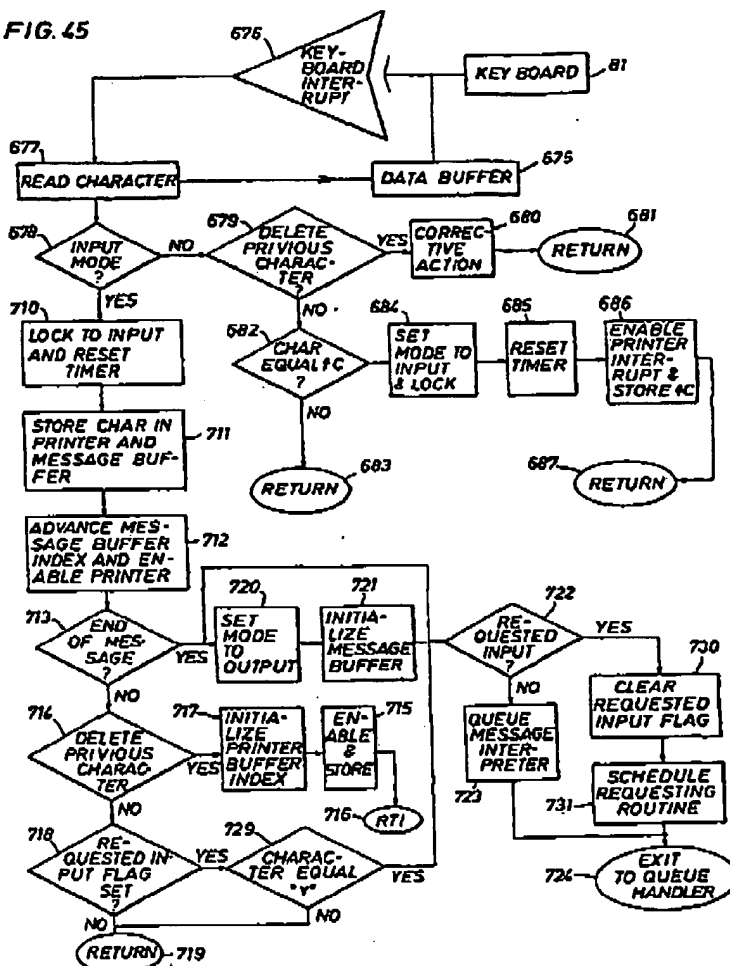 FIG. 45
676
KEY-
BOARD
INTER-
RUPT
KEY BOARD
81
677
READ CHARACTER
DATA BUFFER
675
678
INPUT
MODE
?
NO
YES
679
DELETE
PRIVIOUS
CHARAC-
TER
?
YES
NO
680
CORREC-
TIVE
ACTION
681
RETURN
710
LOCK TO INPUT
AND RESET
TIMER
682
CHAR
EQUAL ↑C
?
NO
684
SET
MODE TO
INPUT
& LOCK
685
RESET
TIMER
686
ENABLE
PRINTER
INTER-
RUPT &
STORE ↑C
683
RETURN
687
RETURN
STORE CHAR IN
PRINTER AND
MESSAGE BUF-
FER
711
ADVANCE MES-
SAGE BUFFER
INDEX AND EN-
ABLE PRINTER
712
713
END
OF MES-
SAGE
?
YES
NO
720
SET
MODE TO
OUTPUT
721
INITIA-
LIZE
MESSAGE
BUFFER
722
RE-
QUESTED
INPUT
?
YES
NO
730
CLEAR
REQUESTED
INPUT FLAG
714
DELETE
PRIVIOUS
CHARAC-
TER
YES
NO
717
INITIA-
LIZE
PRINTER
BUFFER
INDEX
715
EN-
ABLE
&
STORE
716
RTI
QUEUE
MESSAGE
INTER-
PRETER
723
SCHEDULE
REQUESTING
ROUTINE
731
718
RE-
QUESTED IN-
PUT FLAG
SET
?
YES
NO
729
CHARAC-
TER EQUAL
"Y"
YES
NO
724
EXIT
TO QUEUE
HANDLER
RETURN
719